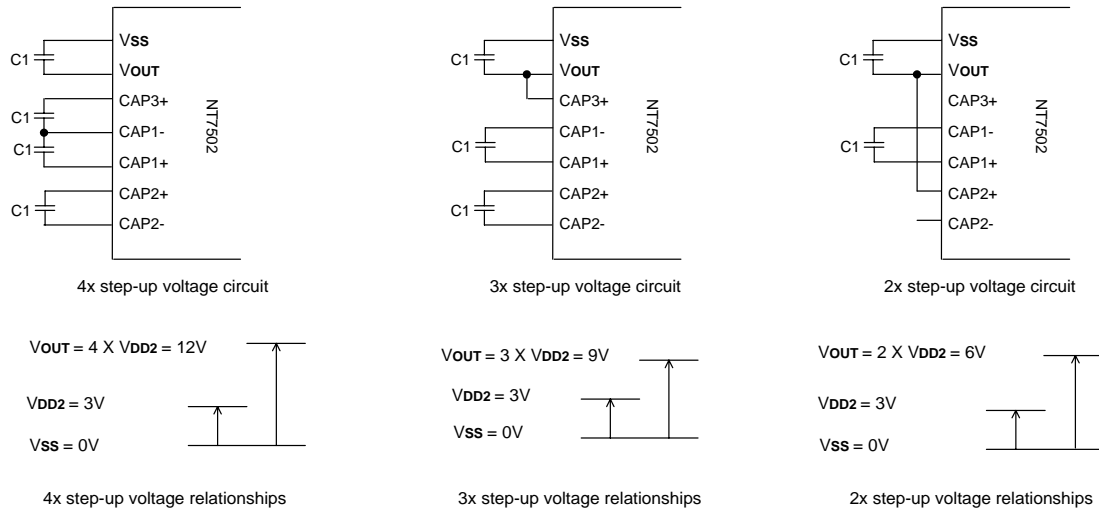 VSS
VOUT
CAP3+
CAP1-
CAP1+
CAP2+
CAP2-
C1
C1
C1
C1
NT7502
4x step-up voltage circuit
VSS
VOUT
CAP3+
CAP1-
CAP1+
CAP2+
CAP2-
C1
C1
C1
NT7502
3x step-up voltage circuit
VSS
VOUT
CAP3+
CAP1-
CAP1+
CAP2+
CAP2-
C1
C1
NT7502
2x step-up voltage circuit
VOUT = 4 X VDD2 = 12V
VDD2 = 3V
VSS = 0V
4x step-up voltage relationships
VOUT = 3 X VDD2 = 9V
VDD2 = 3V
VSS = 0V
3x step-up voltage relationships
VOUT = 2 X VDD2 = 6V
VDD2 = 3V
VSS = 0V
2x step-up voltage relationships